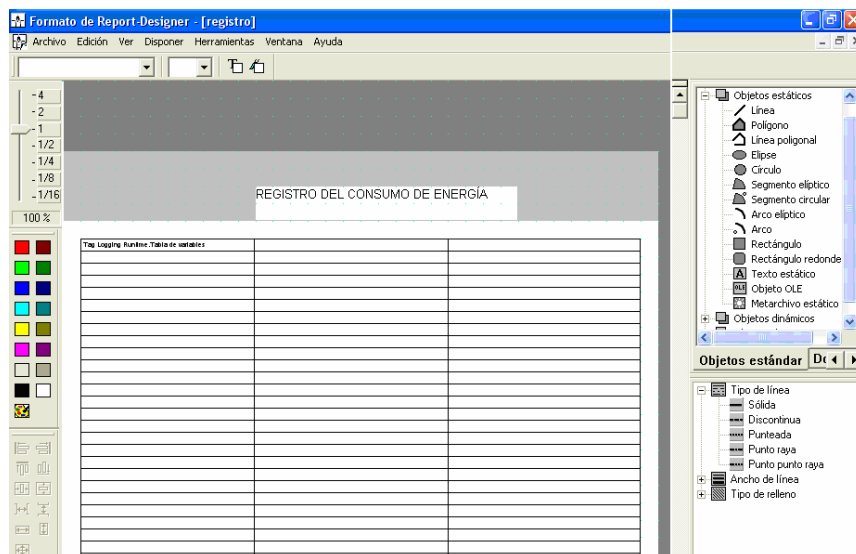 Formato de Report-Designer - [registro]
Archivo Edición Ver Disponer Herramientas Ventana Ayuda
4
2
1
1/2
1/4
1/8
1/16
100 %
REGISTRO DEL CONSUMO DE ENERGÍA
Tag Logging Runtime.Tabla de variables
Objetos estáticos
Línea
Polígono
Línea poligonal
Elipse
Círculo
Segmento elíptico
Segmento circular
Arco elíptico
Arco
Rectángulo
Rectángulo redonde
A Texto estático
OLE Objeto OLE
Metarchivo estático
Objetos dinámicos
Objetos estándar
Tipo de línea
Sólida
Discontinua
Punteada
Punto raya
Punto punto raya
Ancho de línea
Tipo de relleno